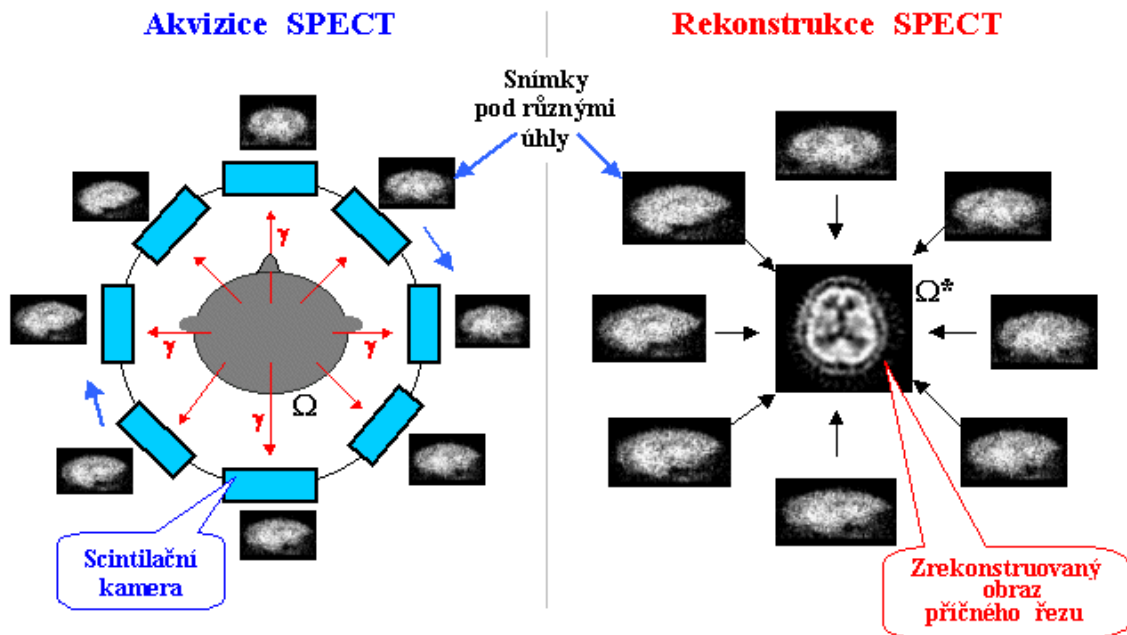 Akvizice SPECT
Rekonstrukce SPECT
Snímky
pod různými
úhly
γ
γ
γ
γ
Ω
Ω*
Scintilační
kamera
Zrekonstruovaný
obraz
příčného řezu